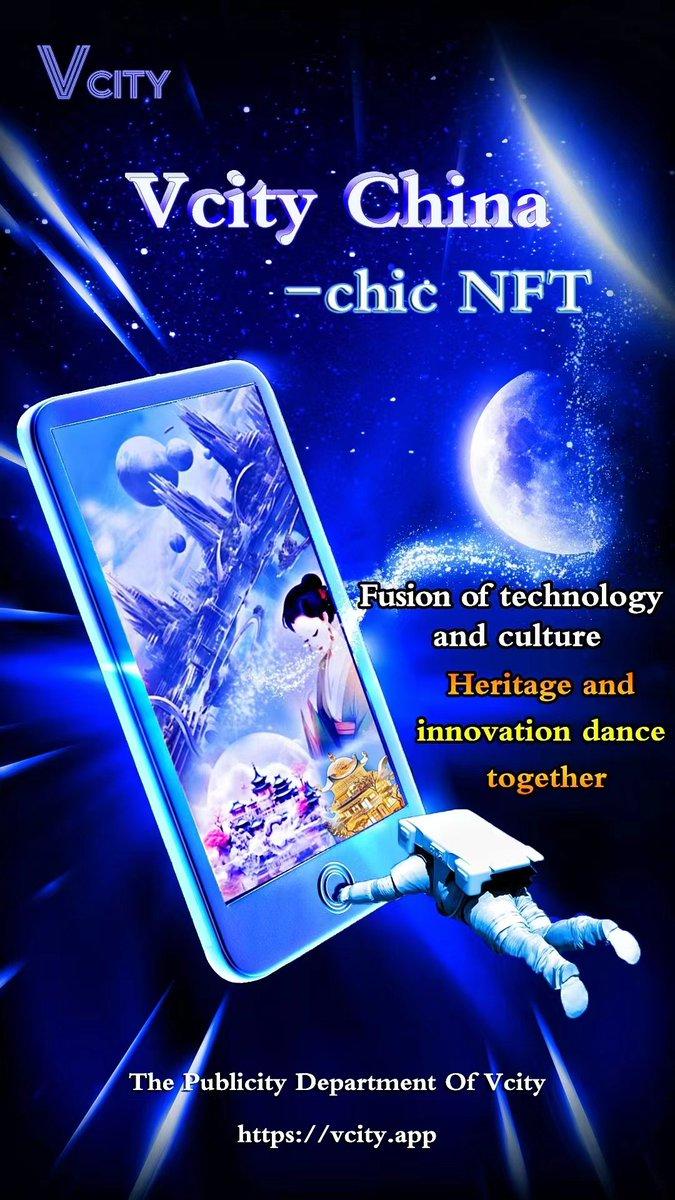 VCITY
Vcity China
-chic NFT
Fusion of technology
and culture
Heritage and
innovation dance
together
The Publicity Department Of Vcity
https://vcity.app